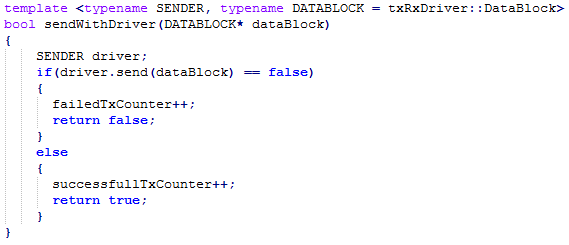 template <typename SENDER, typename DATABLOCK = txRxDriver::DataBlock>
bool sendWithDriver(DATABLOCK* dataBlock)
{
    SENDER driver;
    if(driver.send(dataBlock) == false)
    {
      failedTxCounter++;
      return false;
    }
    else
    {
      successfullTxCounter++;
      return true;
    }
}